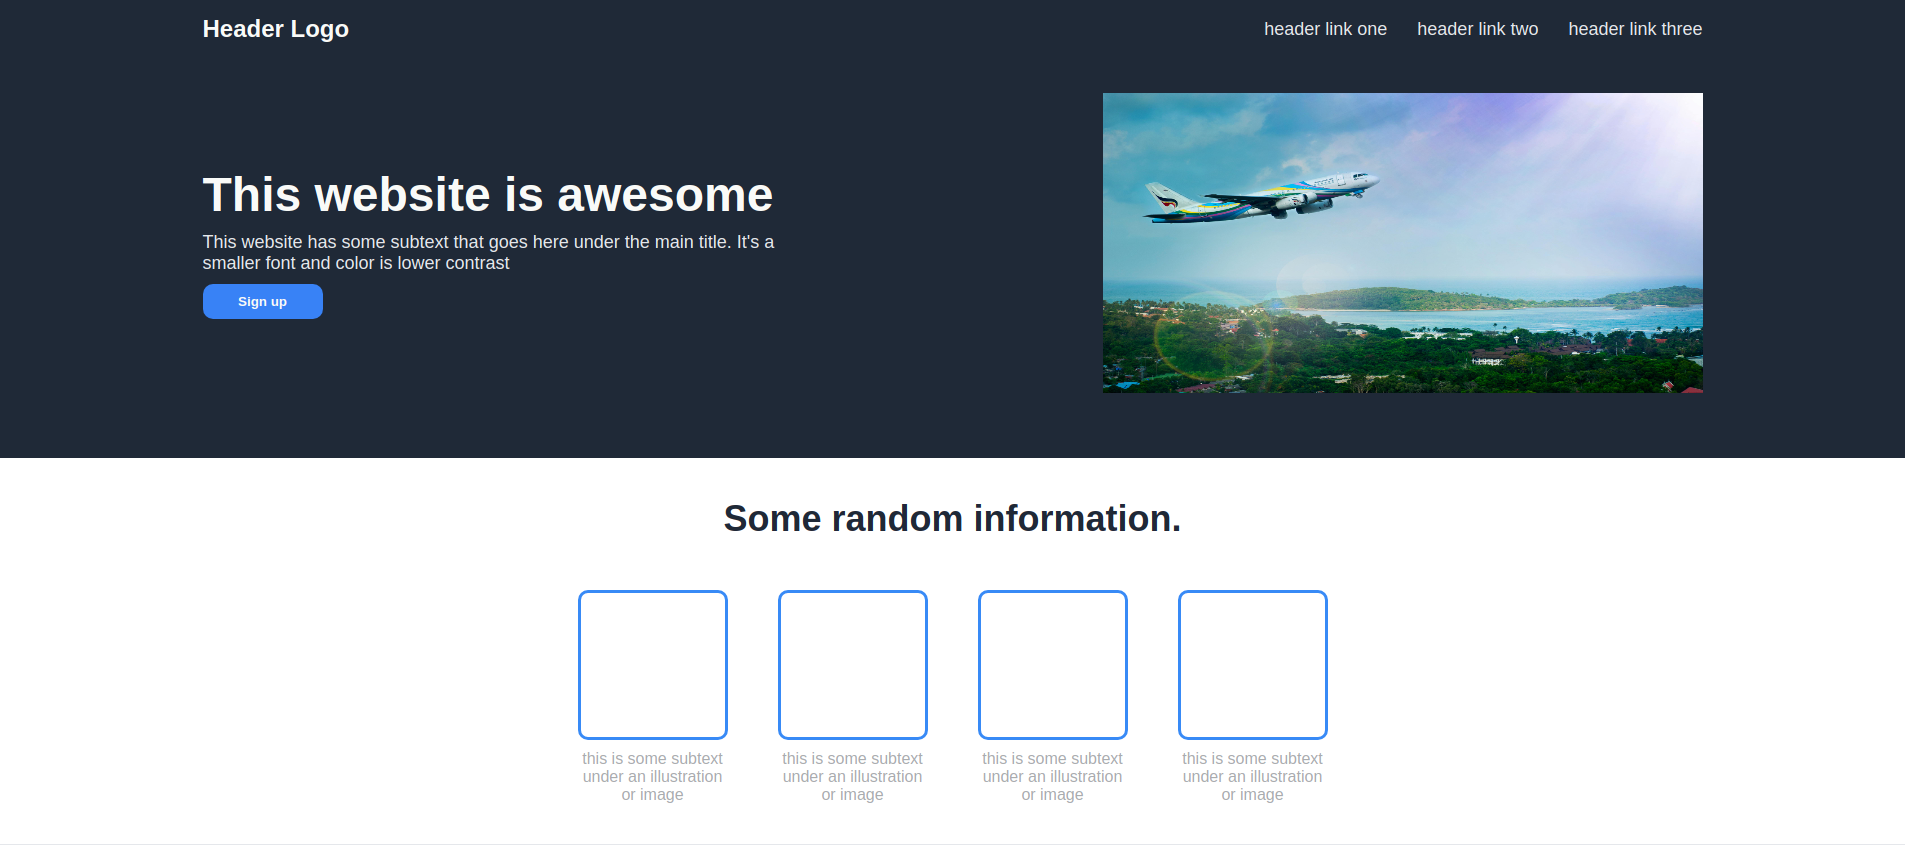 Header Logo
header link one
header link two
header link three
This website is awesome
This website has some subtext that goes here under the main title. It's a
smaller font and color is lower contrast
Sign up
Some random information.
this is some subtext
under an illustration
or image
this is some subtext
under an illustration
or image
this is some subtext
under an illustration
or image
this is some subtext
under an illustration
or image